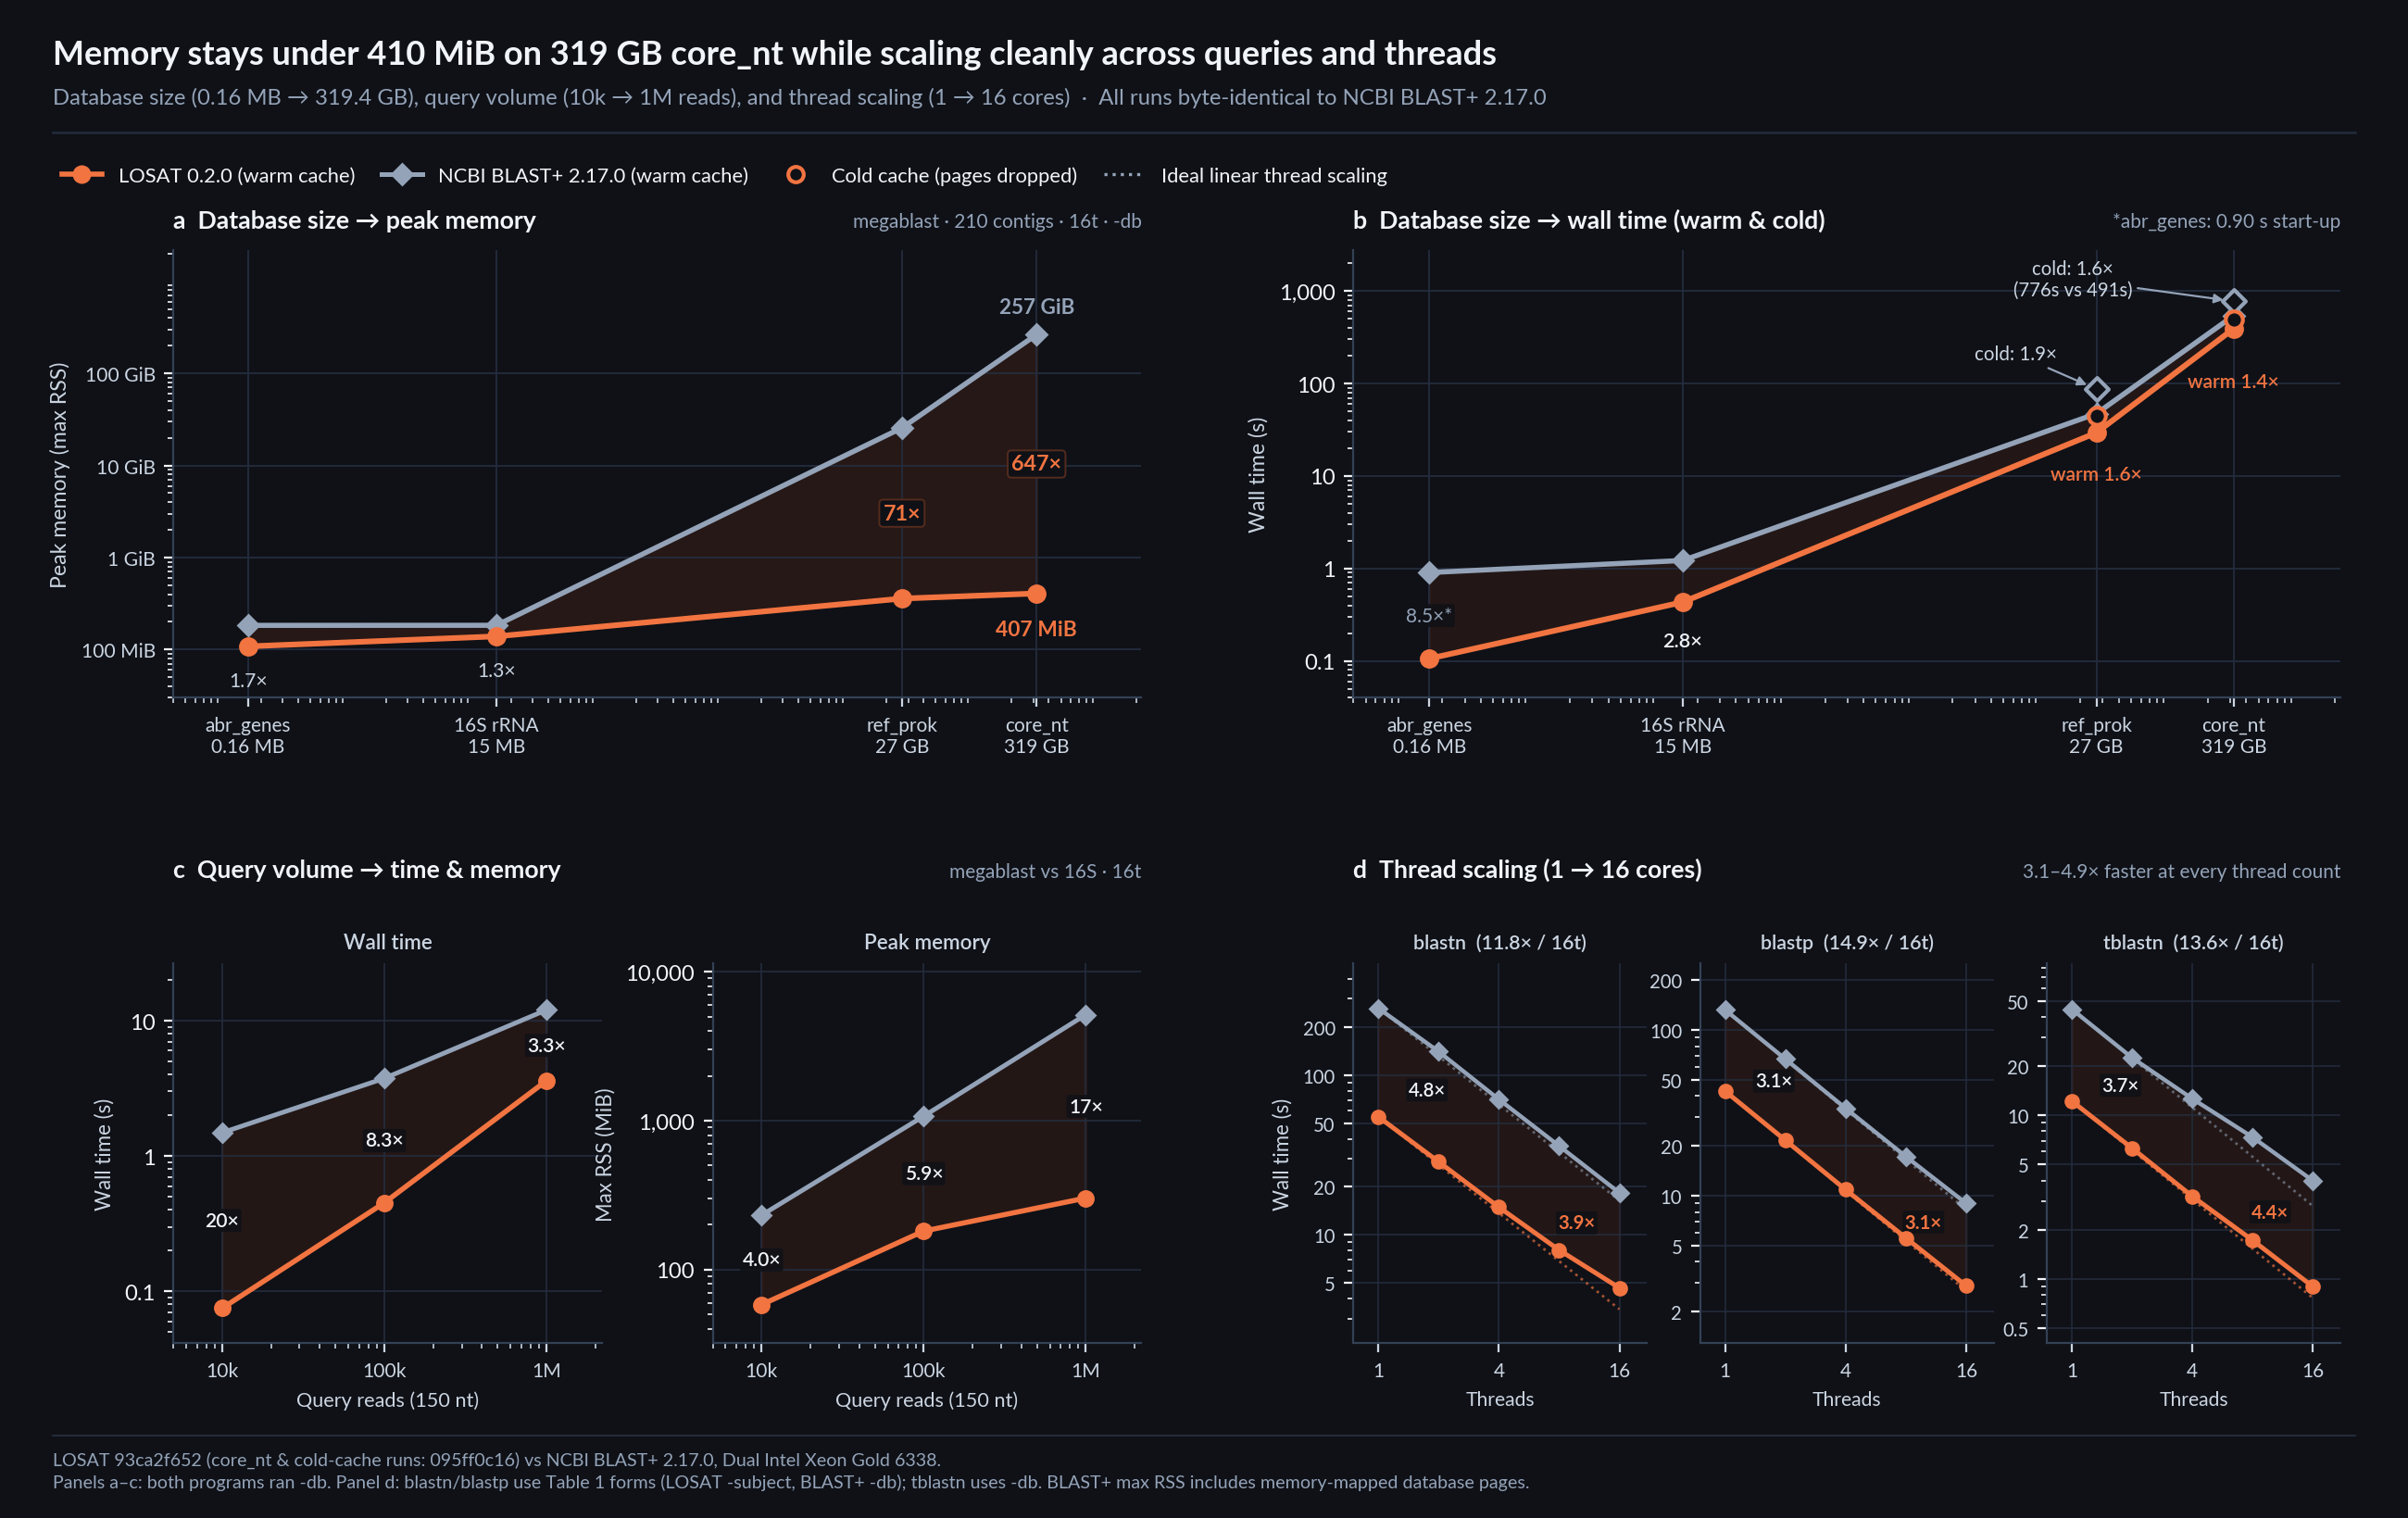 Memory stays under 410 MiB on 319 GB core_nt while scaling cleanly across queries and threads
Database size (0.16 MB → 319.4 GB), query volume (10k → 1M reads), and thread scaling (1 → 16 cores) · All runs byte-identical to NCBI BLAST+ 2.17.0
LOSAT 0.2.0 (warm cache)
NCBI BLAST+ 2.17.0 (warm cache)
Cold cache (pages dropped)
Ideal linear thread scaling
a Database size → peak memory
megablast · 210 contigs · 16t · -db
Peak memory (max RSS)
100 GiB
10 GiB
1 GiB
100 MiB
257 GiB
647×
71×
407 MiB
1.7×
1.3×
abr_genes
0.16 MB
16S rRNA
15 MB
ref_prok
27 GB
core_nt
319 GB
b Database size → wall time (warm & cold)
*abr_genes: 0.90 s start-up
Wall time (s)
1,000
100
10
1
0.1
cold: 1.6×
(776s vs 491s)
cold: 1.9×
warm 1.4×
warm 1.6×
8.5×*
2.8×
abr_genes
0.16 MB
16S rRNA
15 MB
ref_prok
27 GB
core_nt
319 GB
c Query volume → time & memory
megablast vs 16S · 16t
Wall time
Wall time (s)
10
1
0.1
3.3×
8.3×
20×
10k
100k
1M
Query reads (150 nt)
Peak memory
Max RSS (MiB)
10,000
1,000
100
17×
5.9×
4.0×
10k
100k
1M
Query reads (150 nt)
d Thread scaling (1 → 16 cores)
3.1–4.9× faster at every thread count
blastn (11.8× / 16t)
Wall time (s)
200
100
50
20
10
5
4.8×
3.9×
1
4
16
Threads
blastp (14.9× / 16t)
200
100
50
20
10
5
2
3.1×
3.1×
1
4
16
Threads
tblastn (13.6× / 16t)
50
20
10
5
2
1
0.5
3.7×
4.4×
1
4
16
Threads
LOSAT 93ca2f652 (core_nt & cold-cache runs: 095ff0c16) vs NCBI BLAST+ 2.17.0, Dual Intel Xeon Gold 6338.
Panels a–c: both programs ran -db. Panel d: blastn/blastp use Table 1 forms (LOSAT -subject, BLAST+ -db); tblastn uses -db. BLAST+ max RSS includes memory-mapped database pages.